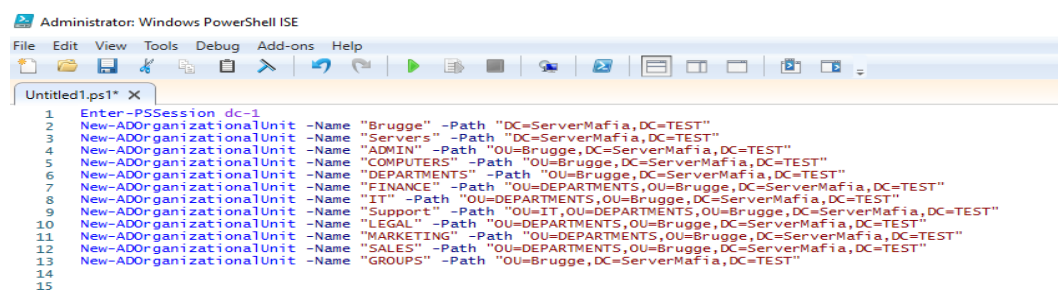 Administrator: Windows PowerShell ISE
File Edit View Tools Debug Add-ons Help
Untitled1.ps1* X
1 Enter-PSSession dc-1
2 New-ADOrganizationalUnit -Name "Brugge" -Path "DC=ServerMafia,DC=TEST"
3 New-ADOrganizationalUnit -Name "Servers" -Path "DC=ServerMafia,DC=TEST"
4 New-ADOrganizationalUnit -Name "ADMIN" -Path "OU=Brugge,DC=ServerMafia,DC=TEST"
5 New-ADOrganizationalUnit -Name "COMPUTERS" -Path "OU=Brugge,DC=ServerMafia,DC=TEST"
6 New-ADOrganizationalUnit -Name "DEPARTMENTS" -Path "OU=Brugge,DC=ServerMafia,DC=TEST"
7 New-ADOrganizationalUnit -Name "FINANCE" -Path "OU=DEPARTMENTS,OU=Brugge,DC=ServerMafia,DC=TEST"
8 New-ADOrganizationalUnit -Name "IT" -Path "OU=DEPARTMENTS,OU=Brugge,DC=ServerMafia,DC=TEST"
9 New-ADOrganizationalUnit -Name "Support" -Path "OU=IT,OU=DEPARTMENTS,OU=Brugge,DC=ServerMafia,DC=TEST"
10 New-ADOrganizationalUnit -Name "LEGAL" -Path "OU=DEPARTMENTS,OU=Brugge,DC=ServerMafia,DC=TEST"
11 New-ADOrganizationalUnit -Name "MARKETING" -Path "OU=DEPARTMENTS,OU=Brugge,DC=ServerMafia,DC=TEST"
12 New-ADOrganizationalUnit -Name "SALES" -Path "OU=DEPARTMENTS,OU=Brugge,DC=ServerMafia,DC=TEST"
13 New-ADOrganizationalUnit -Name "GROUPS" -Path "OU=Brugge,DC=ServerMafia,DC=TEST"
14
15